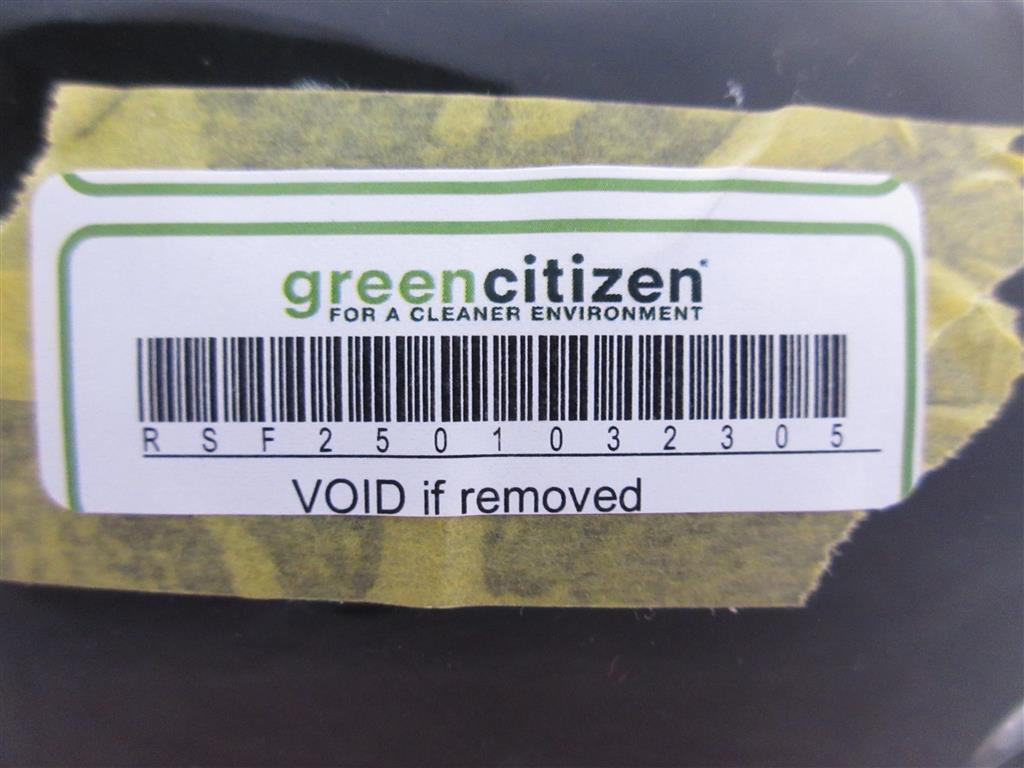 greencitizen
FOR A CLEANER ENVIRONMENT
RSF2501032305
VOID if removed